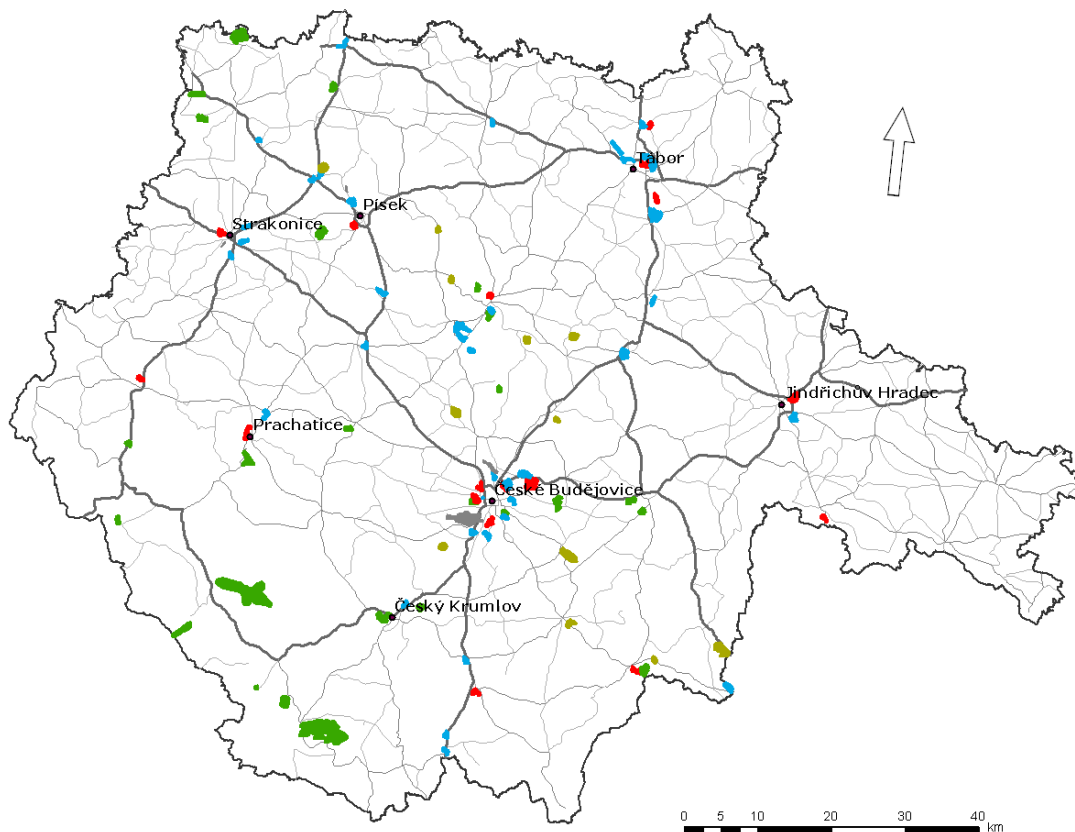 Tábor
Písek
Strakonice
Jindřichův Hradec
Prachatice
České Budějovice
Český Krumlov
0 5 10 20 30 40
km